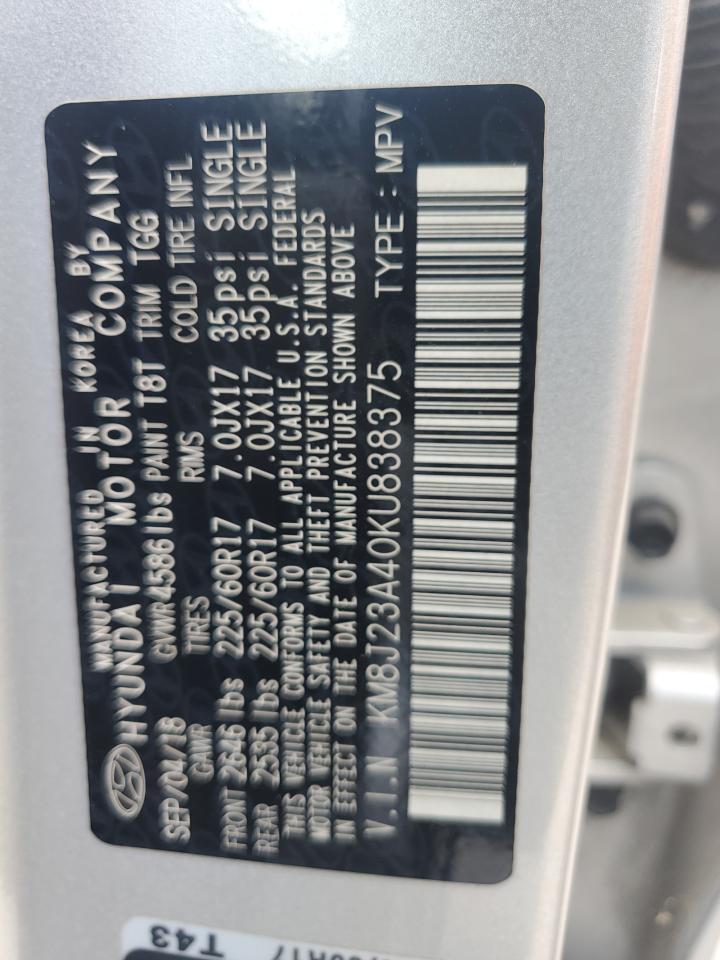 MANUFACTURED IN KOREA BY
HYUNDAI MOTOR COMPANY
SEP/04/18 GVWR 4586 lbs PAINT T8T TRIM TGG
GAWR TIRES RMS COLD TIRE INFL
FRONT 2646 lbs 225/60R17 7.0JX17 35psi SINGLE
REAR 2535 lbs 225/60R17 7.0JX17 35psi SINGLE
THIS VEHICLE CONFORMS TO ALL APPLICABLE U.S.A. FEDERAL
MOTOR VEHICLE SAFETY AND THEFT PREVENTION STANDARDS
IN EFFECT ON THE DATE OF MANUFACTURE SHOWN ABOVE
V.I.N KM8J23A40KU838375 TYPE : MPV
T43